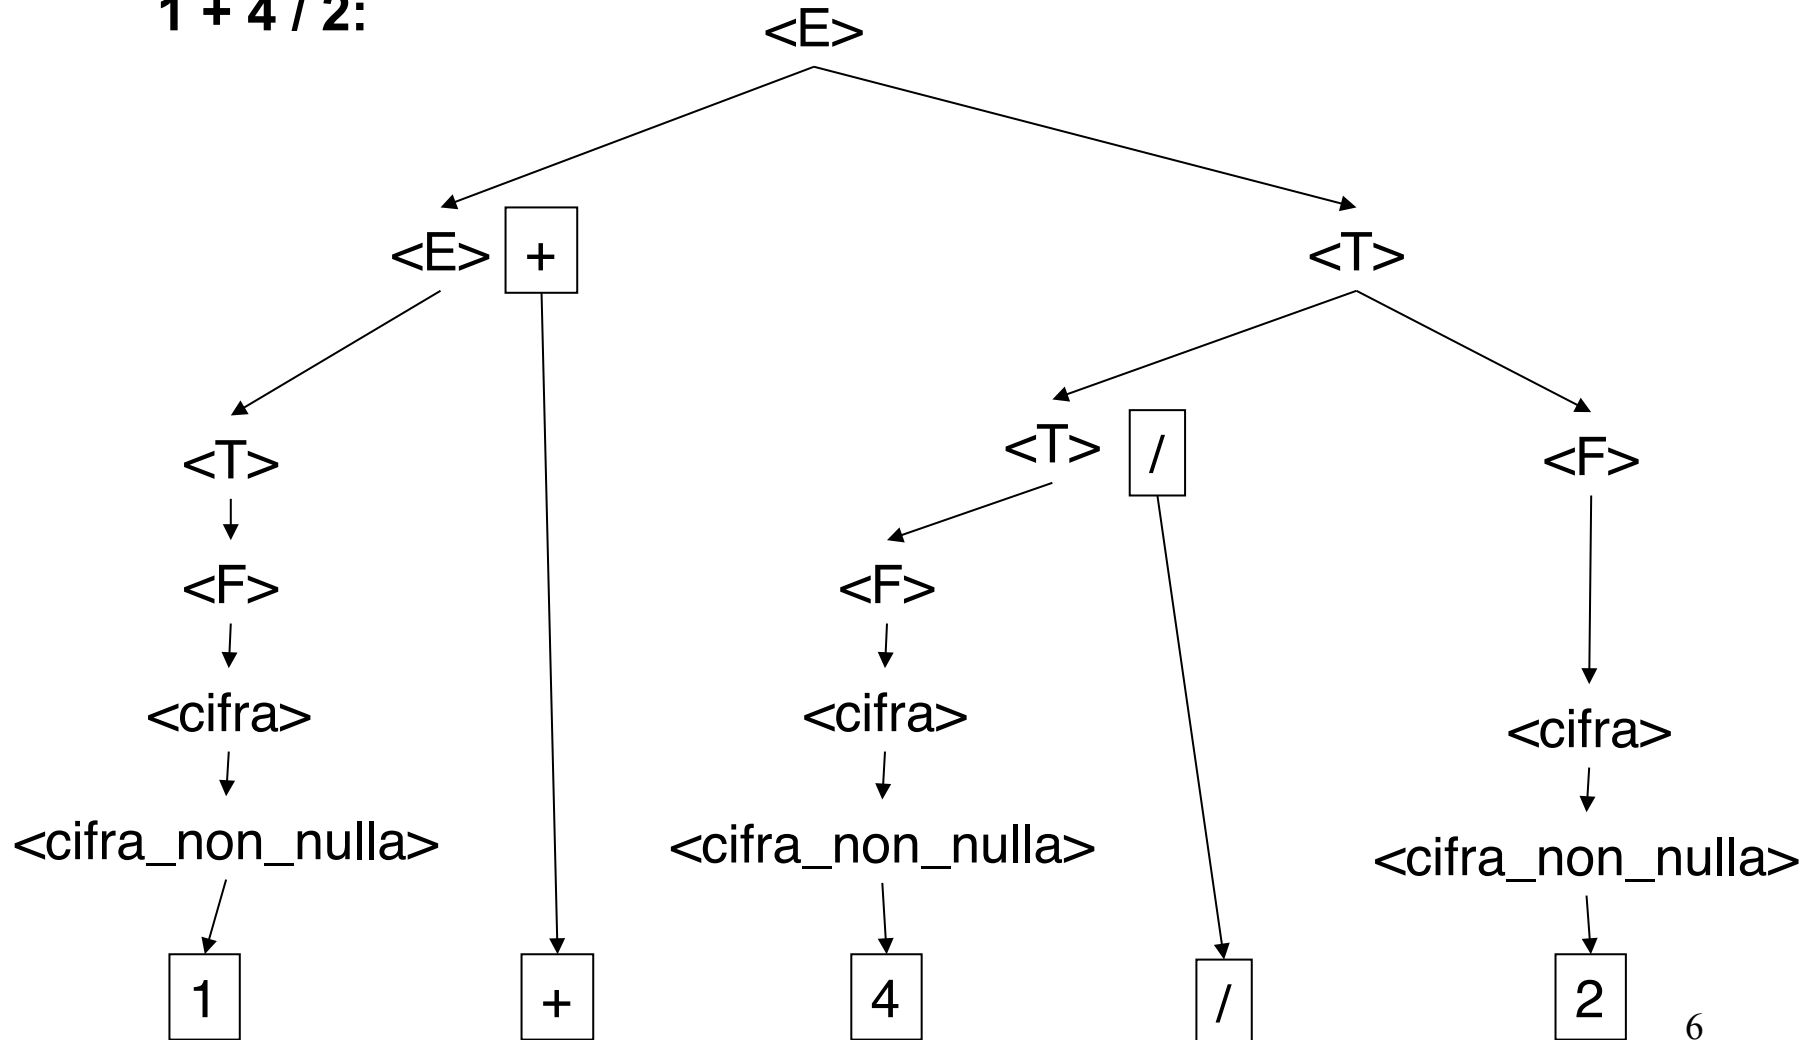 1 + 4 / 2:
<E>
<E> + <T>
<T> <T> / <F>
<F> <F>
<cifra> <cifra> <cifra>
<cifra_non_nulla> <cifra_non_nulla> <cifra_non_nulla>
1 + 4 / 2
6